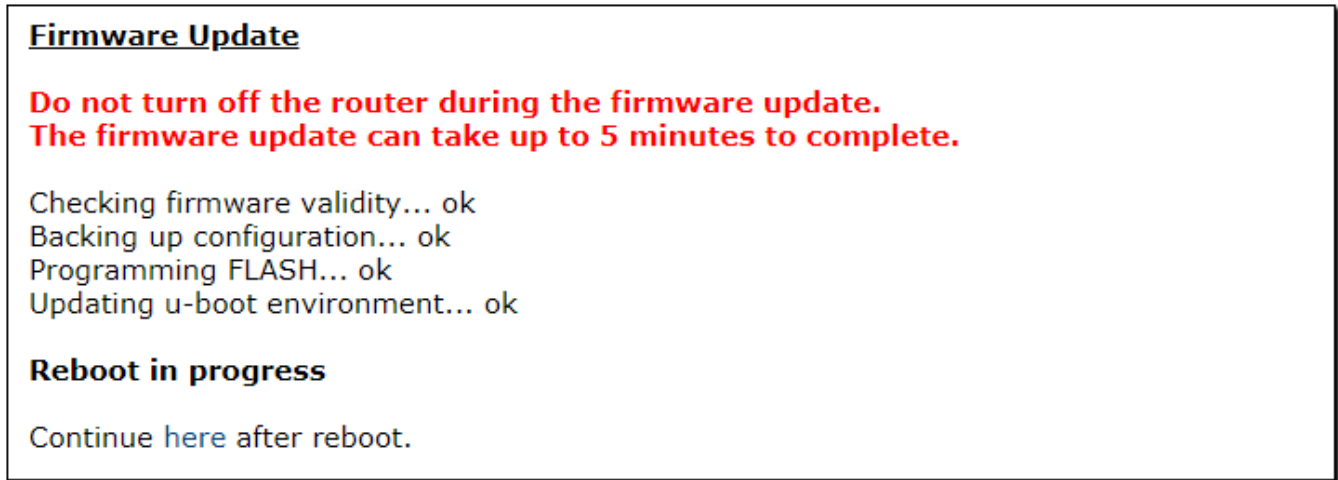 Firmware Update
Do not turn off the router during the firmware update.
The firmware update can take up to 5 minutes to complete.
Checking firmware validity... ok
Backing up configuration... ok
Programming FLASH... ok
Updating u-boot environment... ok
Reboot in progress
Continue here after reboot.